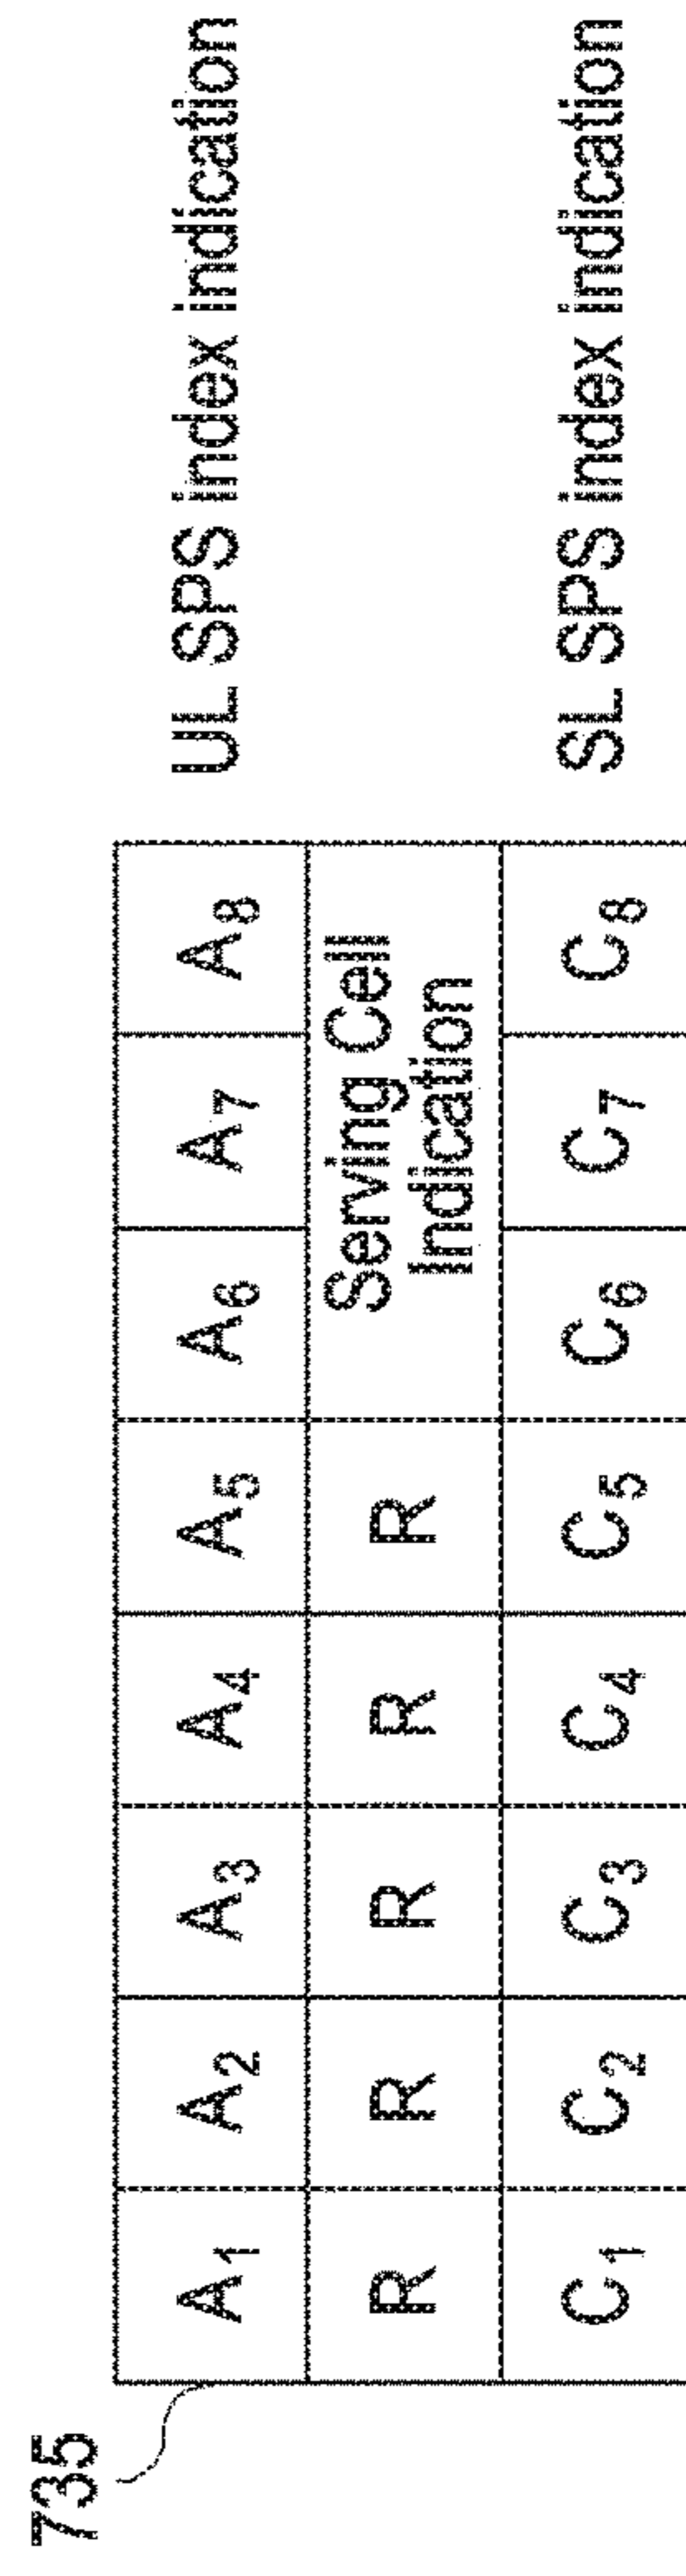 735
A1 A2 A3 A4 A5 A6 A7 A8 UL SPS index indication
R R R R R Serving Cell
Indication
C1 C2 C3 C4 C5 C6 C7 C8 SL SPS index indication